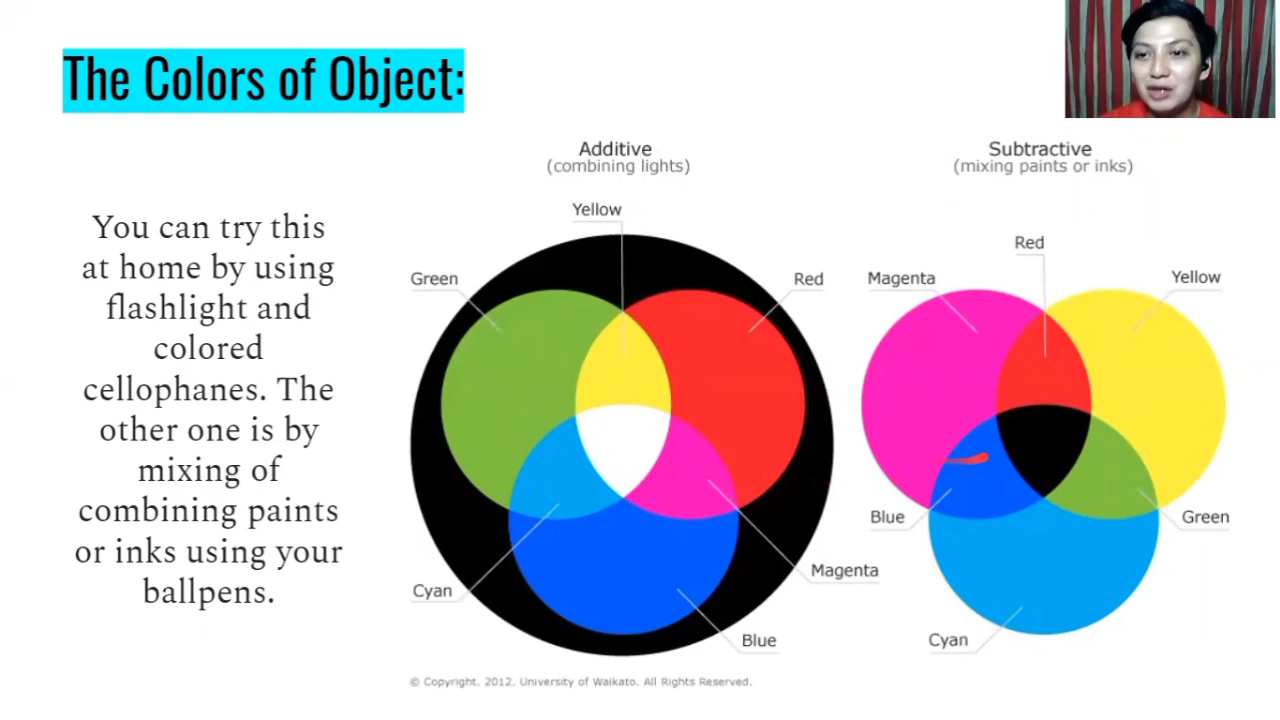 The Colors of Object:
You can try this
at home by using
flashlight and
colored
cellophanes. The
other one is by
mixing of
combining paints
or inks using your
ballpens.
Additive
(combining lights)
Yellow
Green
Red
Cyan
Magenta
Blue
Subtractive
(mixing paints or inks)
Red
Magenta
Yellow
Blue
Green
Cyan
© Copyright. 2012. University of Waikato. All Rights Reserved.